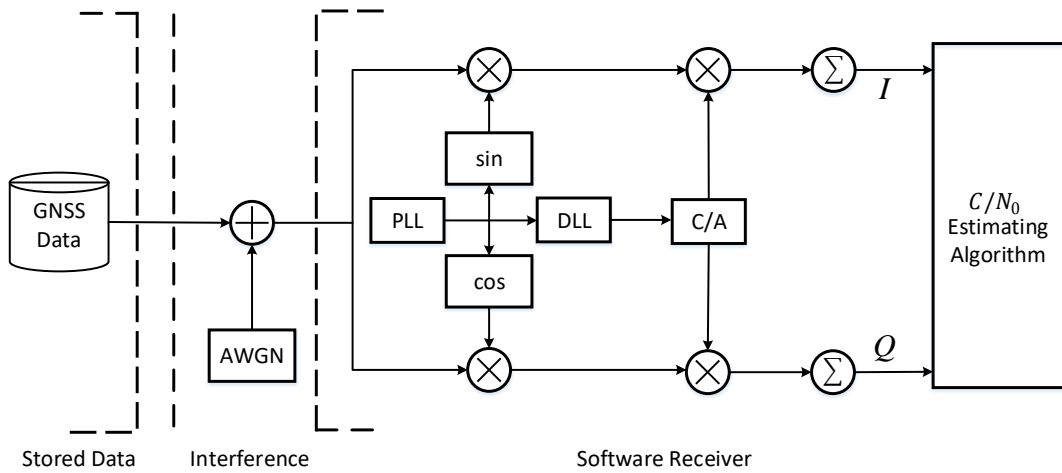 GNSS
Data
AWGN
PLL
sin
cos
DLL
C/A
I
Q
C/N₀
Estimating
Algorithm
Stored Data
Interference
Software Receiver